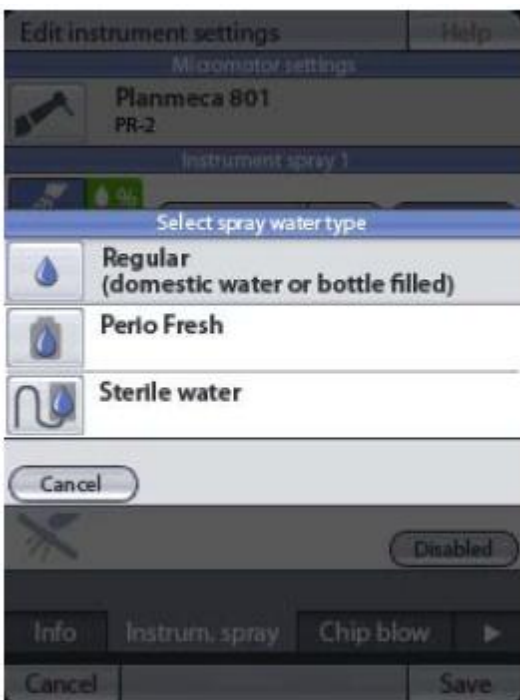 Edit instrument settings
Help
Micromotor settings
Planmeca 801
PR-2
Instrument spray 1
%
Select spray water type
Regular
(domestic water or bottle filled)
Perio Fresh
Sterile water
Cancel
Disabled
Info
Instrum. spray
Chip blow
Cancel
Save